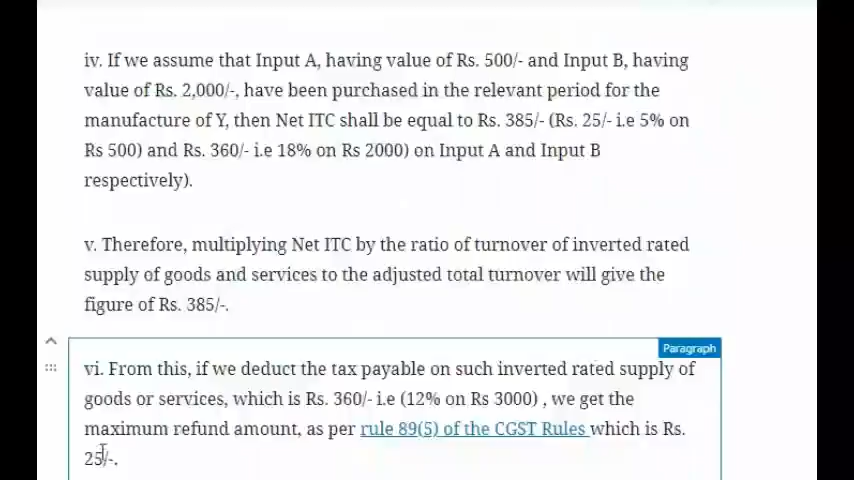 iv. If we assume that Input A, having value of Rs. 500/- and Input B, having
value of Rs. 2,000/-, have been purchased in the relevant period for the
manufacture of Y, then Net ITC shall be equal to Rs. 385/- (Rs. 25/- i.e 5% on
Rs 500) and Rs. 360/- i.e 18% on Rs 2000) on Input A and Input B
respectively).
v. Therefore, multiplying Net ITC by the ratio of turnover of inverted rated
supply of goods and services to the adjusted total turnover will give the
figure of Rs. 385/-.
Paragraph
vi. From this, if we deduct the tax payable on such inverted rated supply of
goods or services, which is Rs. 360/- i.e (12% on Rs 3000) , we get the
maximum refund amount, as per rule 89(5) of the CGST Rules which is Rs.
25/-.